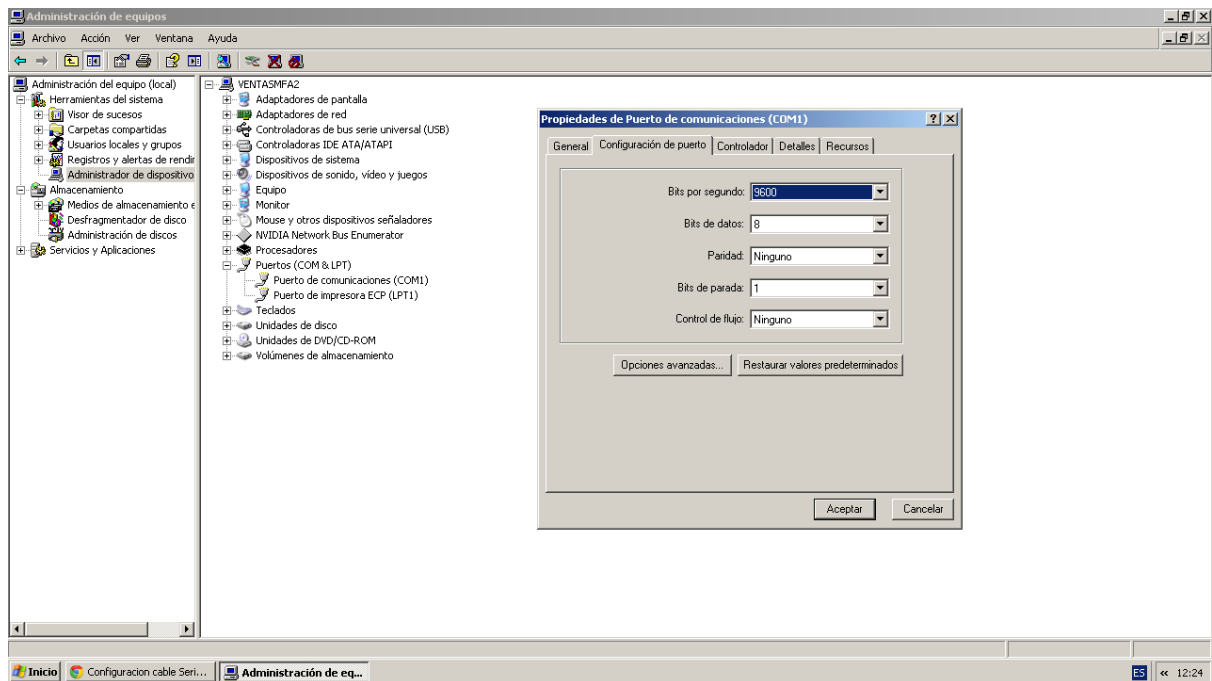 Administración de equipos
Archivo Acción Ver Ventana Ayuda
Administración del equipo (local)
Herramientas del sistema
Visor de sucesos
Carpetas compartidas
Usuarios locales y grupos
Registros y alertas de rendir
Administrador de dispositivo
Almacenamiento
Medios de almacenamiento e
Desfragmentador de disco
Administración de discos
Servicios y Aplicaciones
VENTASMFA2
Adaptadores de pantalla
Adaptadores de red
Controladoras de bus serie universal (USB)
Controladoras IDE ATA/ATAPI
Dispositivos de sistema
Dispositivos de sonido, vídeo y juegos
Equipo
Monitor
Mouse y otros dispositivos señaladores
NVIDIA Network Bus Enumerator
Procesadores
Puertos (COM & LPT)
Puerto de comunicaciones (COM1)
Puerto de impresora ECP (LPT1)
Teclados
Unidades de disco
Unidades de DVD/CD-ROM
Volúmenes de almacenamiento
Propiedades de Puerto de comunicaciones (COM1)
General Configuración de puerto Controlador Detalles Recursos
Bits por segundo: 9600
Bits de datos: 8
Paridad: Ninguno
Bits de parada: 1
Control de flujo: Ninguno
Opciones avanzadas... Restaurar valores predeterminados
Aceptar Cancelar
Inicio Configuracion cable Seri... Administración de eq... ES « 12:24